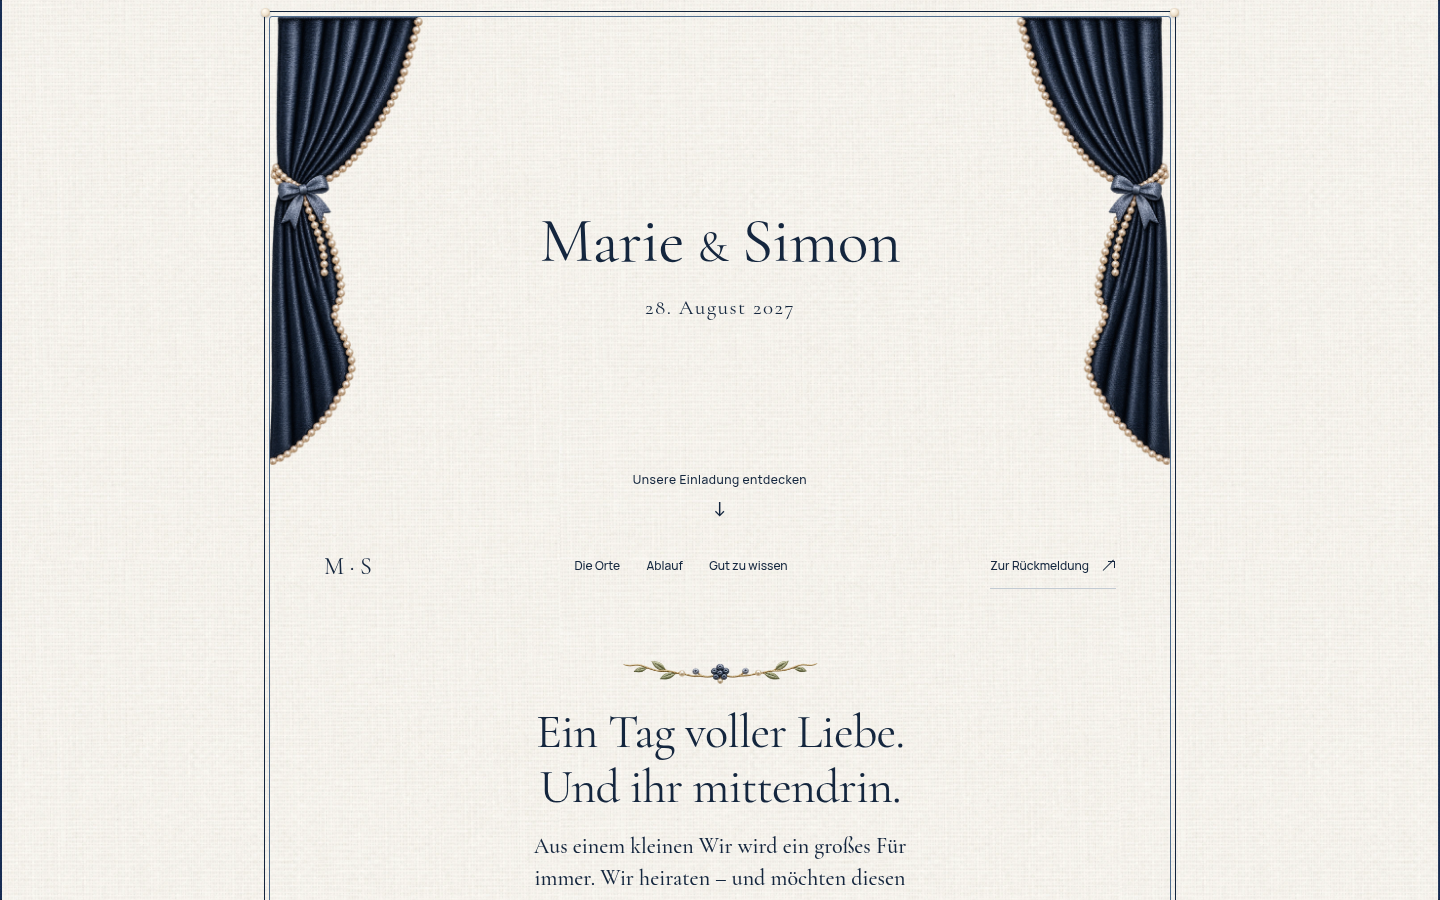 Marie & Simon
28. August 2027
Unsere Einladung entdecken
↓
M · S
Die Orte Ablauf Gut zu wissen
Zur Rückmeldung ↗
Ein Tag voller Liebe.
Und ihr mittendrin.
Aus einem kleinen Wir wird ein großes Für
immer. Wir heiraten – und möchten diesen